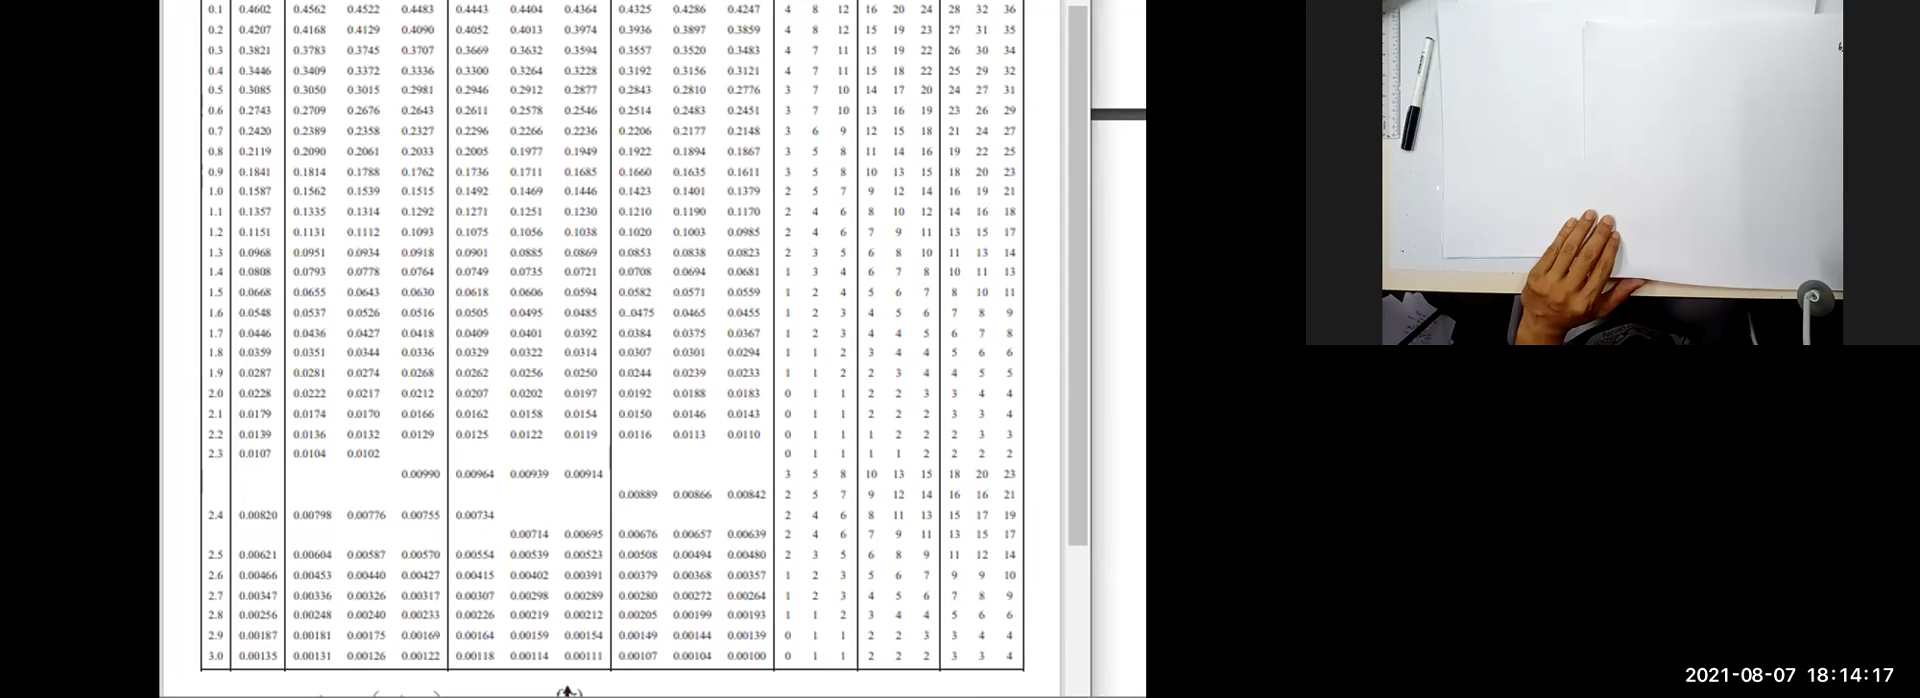 0.1 0.4602 0.4562 0.4522 0.4483 0.4443 0.4404 0.4364 0.4325 0.4286 0.4247 4 8 12 16 20 24 28 32 36
0.2 0.4207 0.4168 0.4129 0.4090 0.4052 0.4013 0.3974 0.3936 0.3897 0.3859 4 8 12 15 19 23 27 31 35
0.3 0.3821 0.3783 0.3745 0.3707 0.3669 0.3632 0.3594 0.3557 0.3520 0.3483 4 7 11 15 19 22 26 30 34
0.4 0.3446 0.3409 0.3372 0.3336 0.3300 0.3264 0.3228 0.3192 0.3156 0.3121 4 7 11 15 18 22 25 29 32
0.5 0.3085 0.3050 0.3015 0.2981 0.2946 0.2912 0.2877 0.2843 0.2810 0.2776 3 7 10 14 17 20 24 27 31
0.6 0.2743 0.2709 0.2676 0.2643 0.2611 0.2578 0.2546 0.2514 0.2483 0.2451 3 7 10 13 16 19 23 26 29
0.7 0.2420 0.2389 0.2358 0.2327 0.2296 0.2266 0.2236 0.2206 0.2177 0.2148 3 6 9 12 15 18 21 24 27
0.8 0.2119 0.2090 0.2061 0.2033 0.2005 0.1977 0.1949 0.1922 0.1894 0.1867 3 5 8 11 14 16 19 22 25
0.9 0.1841 0.1814 0.1788 0.1762 0.1736 0.1711 0.1685 0.1660 0.1635 0.1611 3 5 8 10 13 15 18 20 23
1.0 0.1587 0.1562 0.1539 0.1515 0.1492 0.1469 0.1446 0.1423 0.1401 0.1379 2 5 7 9 12 14 16 19 21
1.1 0.1357 0.1335 0.1314 0.1292 0.1271 0.1251 0.1230 0.1210 0.1190 0.1170 2 4 6 8 10 12 14 16 18
1.2 0.1151 0.1131 0.1112 0.1093 0.1075 0.1056 0.1038 0.1020 0.1003 0.0985 2 4 6 7 9 11 13 15 17
1.3 0.0968 0.0951 0.0934 0.0918 0.0901 0.0885 0.0869 0.0853 0.0838 0.0823 2 3 5 6 8 10 11 13 14
1.4 0.0808 0.0793 0.0778 0.0764 0.0749 0.0735 0.0721 0.0708 0.0694 0.0681 1 3 4 6 7 8 10 11 13
1.5 0.0668 0.0655 0.0643 0.0630 0.0618 0.0606 0.0594 0.0582 0.0571 0.0559 1 2 4 5 6 7 8 10 11
1.6 0.0548 0.0537 0.0526 0.0516 0.0505 0.0495 0.0485 0..0475 0.0465 0.0455 1 2 3 4 5 6 7 8 9
1.7 0.0446 0.0436 0.0427 0.0418 0.0409 0.0401 0.0392 0.0384 0.0375 0.0367 1 2 3 4 4 5 6 7 8
1.8 0.0359 0.0351 0.0344 0.0336 0.0329 0.0322 0.0314 0.0307 0.0301 0.0294 1 1 2 3 4 4 5 6 6
1.9 0.0287 0.0281 0.0274 0.0268 0.0262 0.0256 0.0250 0.0244 0.0239 0.0233 1 1 2 2 3 4 4 5 5
2.0 0.0228 0.0222 0.0217 0.0212 0.0207 0.0202 0.0197 0.0192 0.0188 0.0183 0 1 1 2 2 3 3 4 4
2.1 0.0179 0.0174 0.0170 0.0166 0.0162 0.0158 0.0154 0.0150 0.0146 0.0143 0 1 1 2 2 2 3 3 4
2.2 0.0139 0.0136 0.0132 0.0129 0.0125 0.0122 0.0119 0.0116 0.0113 0.0110 0 1 1 1 2 2 2 3 3
2.3 0.0107 0.0104 0.0102 0 1 1 1 1 2 2 2 2
0.00990 0.00964 0.00939 0.00914 3 5 8 10 13 15 18 20 23
0.00889 0.00866 0.00842 2 5 7 9 12 14 16 16 21
2.4 0.00820 0.00798 0.00776 0.00755 0.00734 2 4 6 8 11 13 15 17 19
0.00714 0.00695 0.00676 0.00657 0.00639 2 4 6 7 9 11 13 15 17
2.5 0.00621 0.00604 0.00587 0.00570 0.00554 0.00539 0.00523 0.00508 0.00494 0.00480 2 3 5 6 8 9 11 12 14
2.6 0.00466 0.00453 0.00440 0.00427 0.00415 0.00402 0.00391 0.00379 0.00368 0.00357 1 2 3 5 6 7 9 9 10
2.7 0.00347 0.00336 0.00326 0.00317 0.00307 0.00298 0.00289 0.00280 0.00272 0.00264 1 2 3 4 5 6 7 8 9
2.8 0.00256 0.00248 0.00240 0.00233 0.00226 0.00219 0.00212 0.00205 0.00199 0.00193 1 1 2 3 4 4 5 6 6
2.9 0.00187 0.00181 0.00175 0.00169 0.00164 0.00159 0.00154 0.00149 0.00144 0.00139 0 1 1 2 2 3 3 4 4
3.0 0.00135 0.00131 0.00126 0.00122 0.00118 0.00114 0.00111 0.00107 0.00104 0.00100 0 1 1 2 2 2 3 3 4
2021-08-07 18:14:17